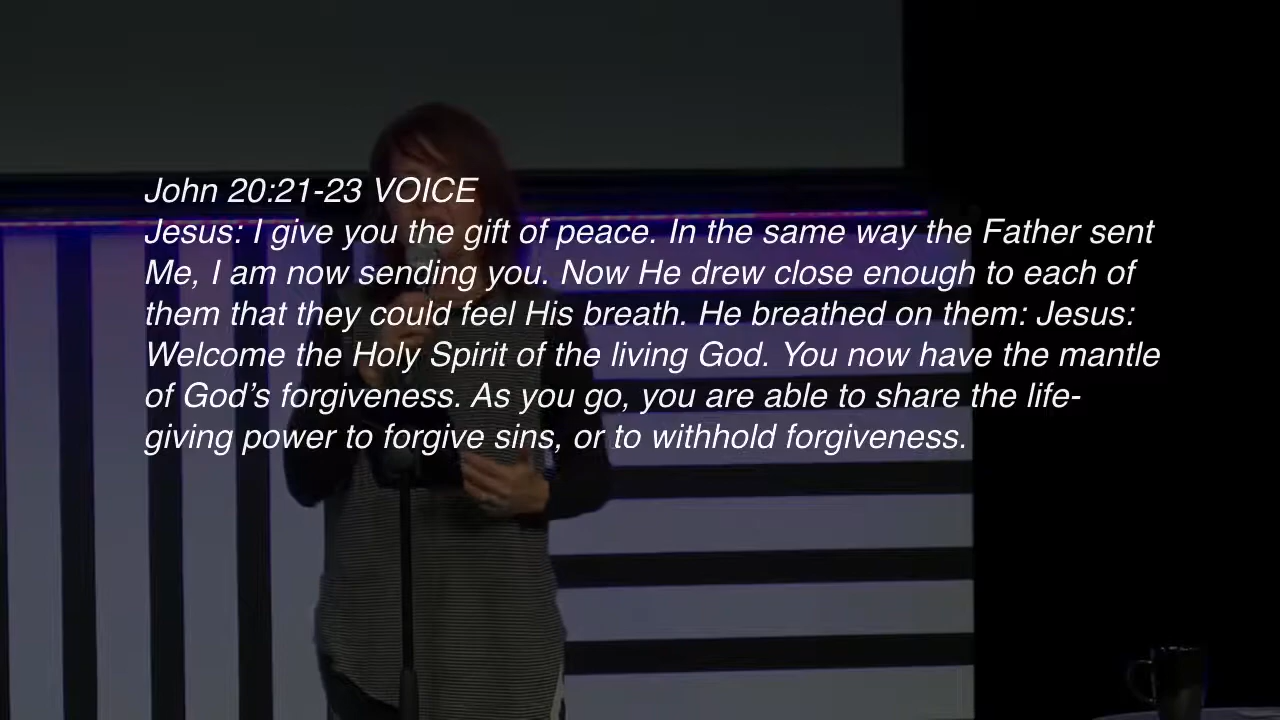 John 20:21-23 VOICE
Jesus: I give you the gift of peace. In the same way the Father sent
Me, I am now sending you. Now He drew close enough to each of
them that they could feel His breath. He breathed on them: Jesus:
Welcome the Holy Spirit of the living God. You now have the mantle
of God’s forgiveness. As you go, you are able to share the life-
giving power to forgive sins, or to withhold forgiveness.